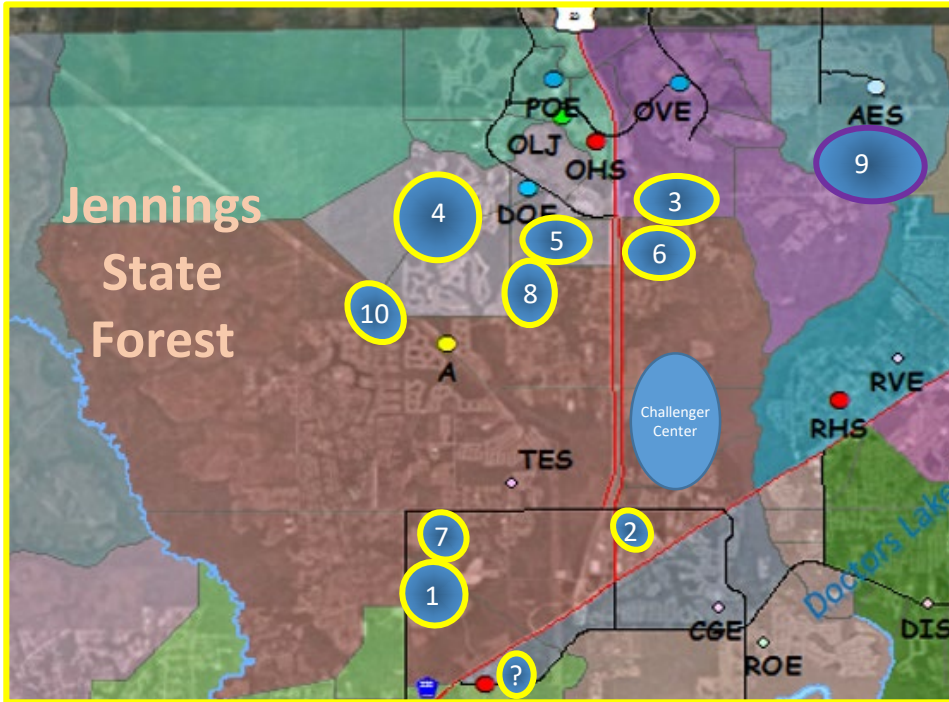 POE
OVE
AES
OLJ
OHS
9
Jennings
State
Forest
4
DOE
3
5
6
8
10
A
RVE
Challenger
Center
RHS
TES
7
2
1
Doctors Lake
CGE
DIS
ROE
?